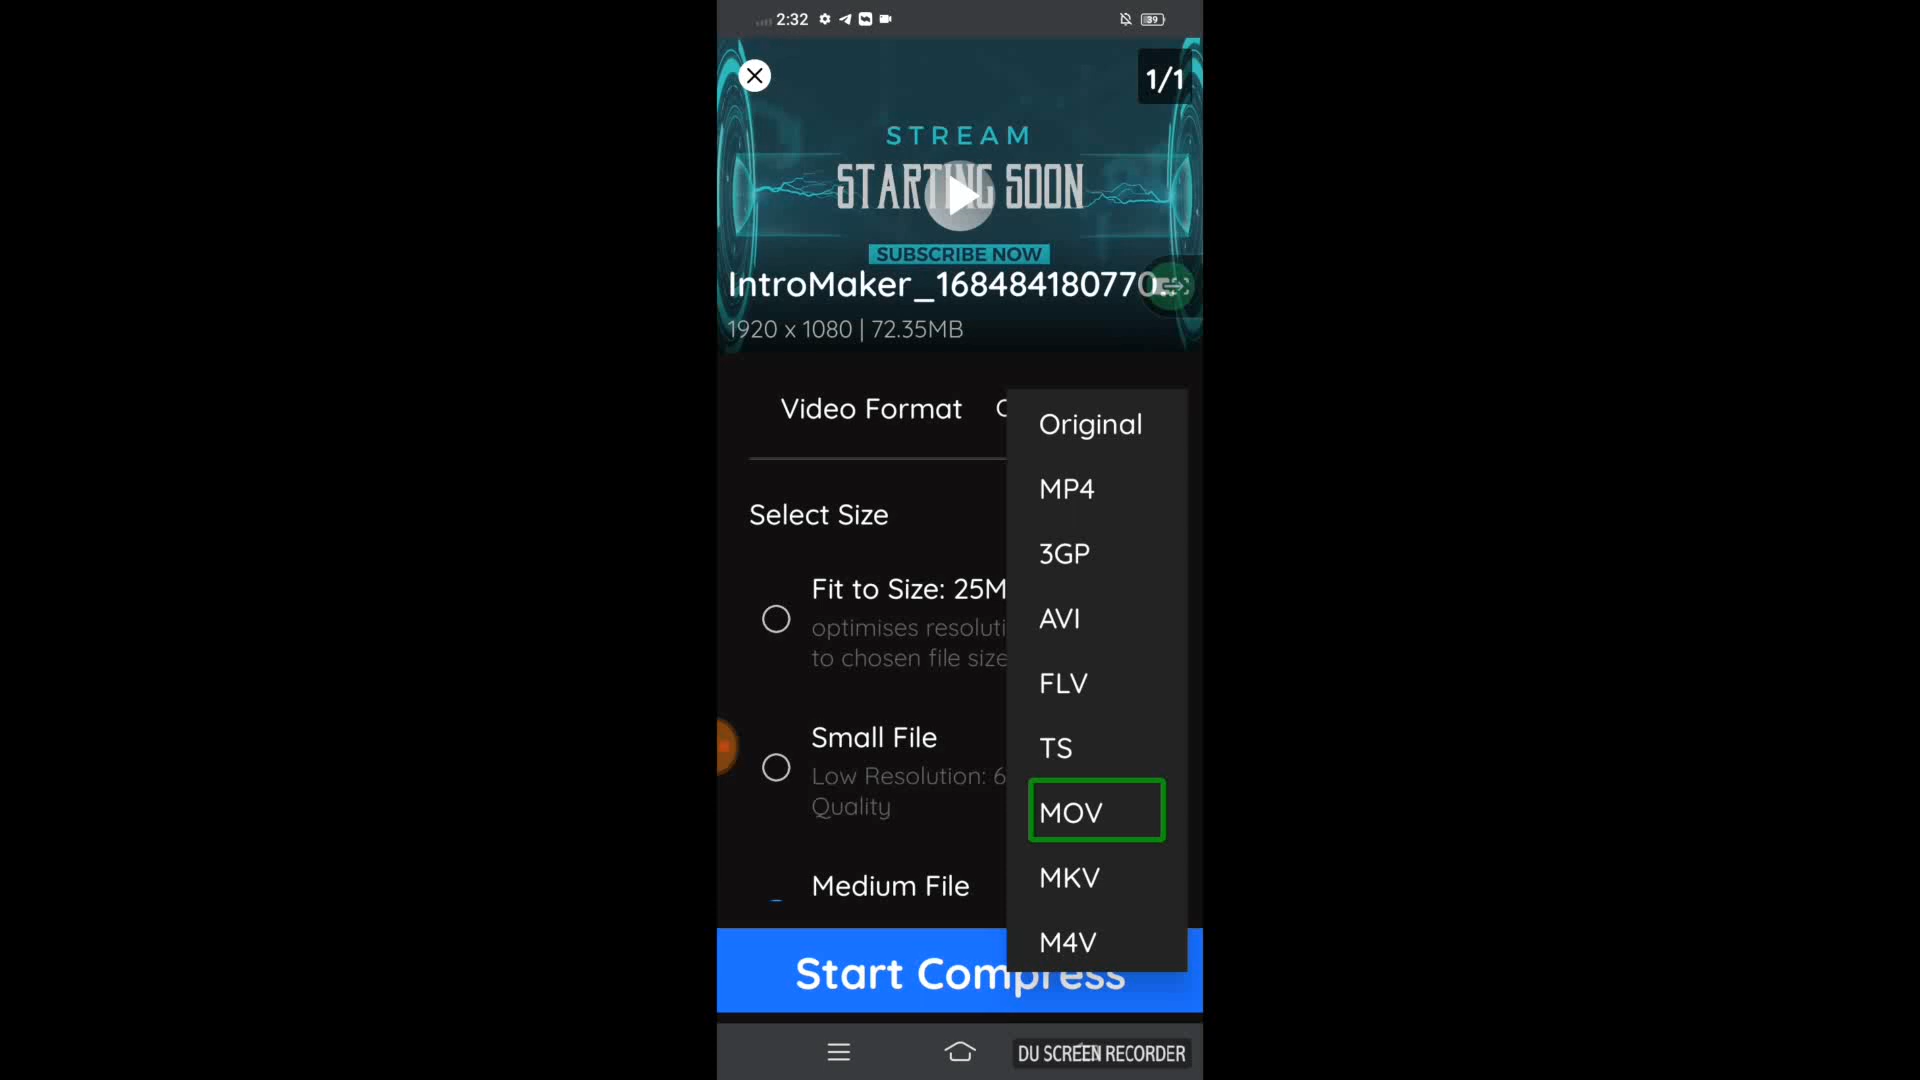 2:32
39
1/1
STREAM
STARTING SOON
SUBSCRIBE NOW
IntroMaker_168484180770...
1920 x 1080 | 72.35MB
Video Format
Original
MP4
Select Size
3GP
Fit to Size: 25M
AVI
optimises resoluti
to chosen file size
FLV
Small File
TS
Low Resolution: 6
Quality
MOV
Medium File
MKV
M4V
Start Compress
DU SCREEN RECORDER